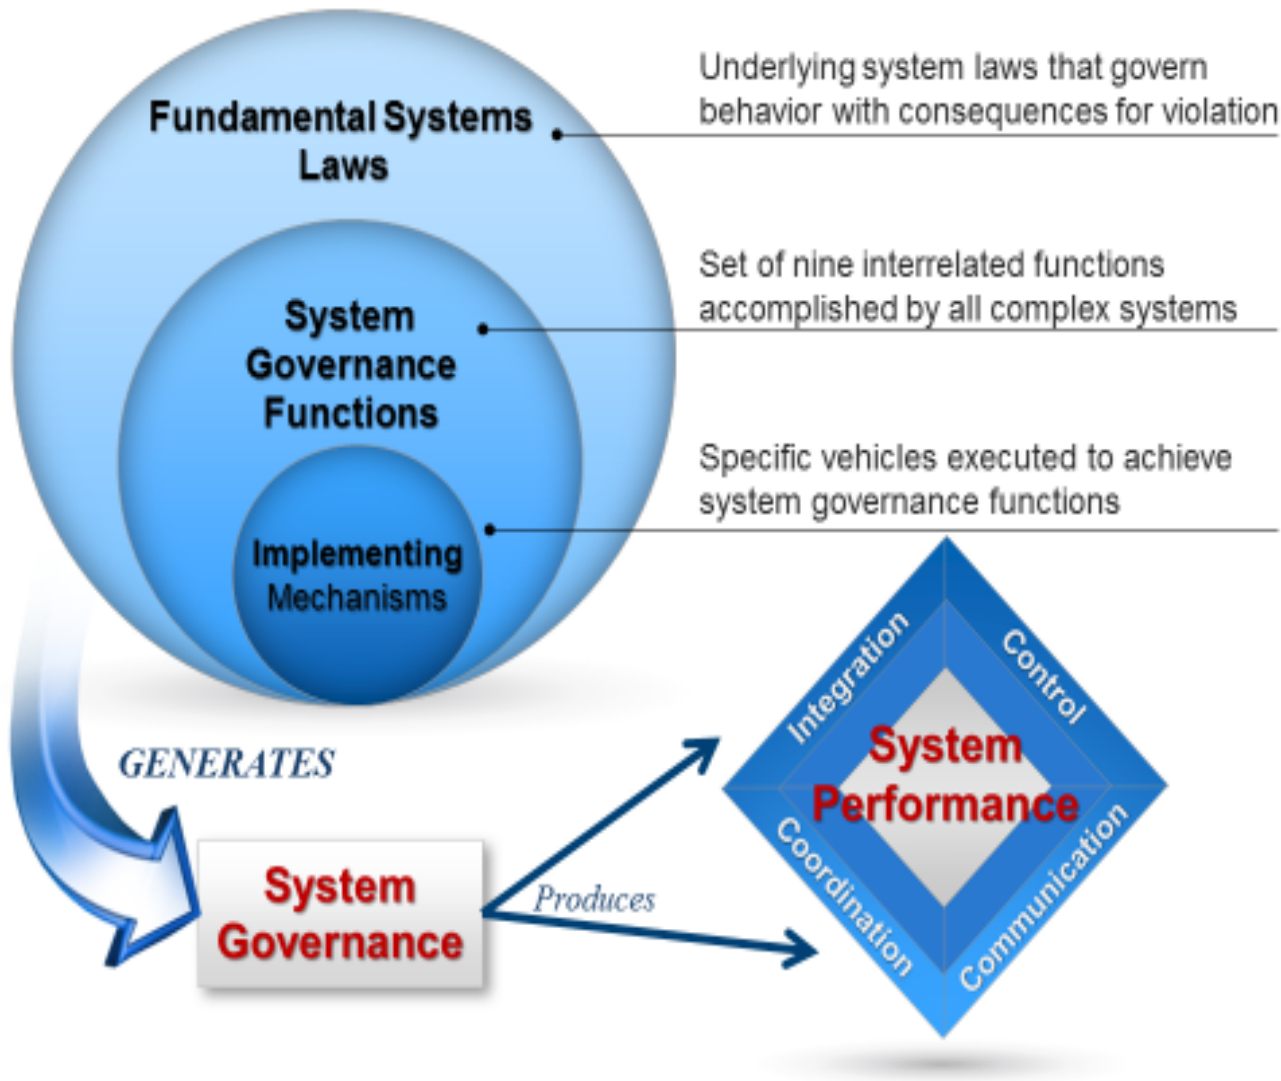 Fundamental Systems
Laws
Underlying system laws that govern
behavior with consequences for violation
System
Governance
Functions
Set of nine interrelated functions
accomplished by all complex systems
Implementing
Mechanisms
Specific vehicles executed to achieve
system governance functions
GENERATES
System
Governance
Produces
Integration
Control
System
Performance
Coordination
Communication